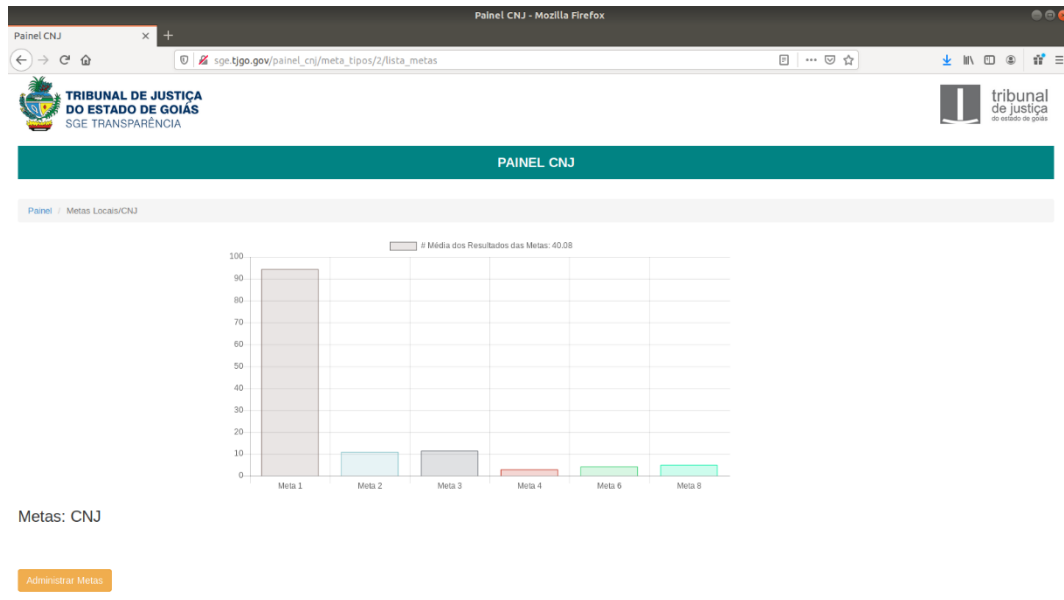 Painel CNJ - Mozilla Firefox
Painel CNJ
sge.tjgo.gov/painel_cnj/meta_tipos/2/lista_metas
TRIBUNAL DE JUSTIÇA
DO ESTADO DE GOIÁS
SGE TRANSPARÊNCIA
tribunal
de justiça
do estado de goiás
PAINEL CNJ
Painel / Metas Locais/CNJ
# Média dos Resultados das Metas: 40.08
100
90
80
70
60
50
40
30
20
10
0
Meta 1 Meta 2 Meta 3 Meta 4 Meta 6 Meta 8
Metas: CNJ
Administrar Metas